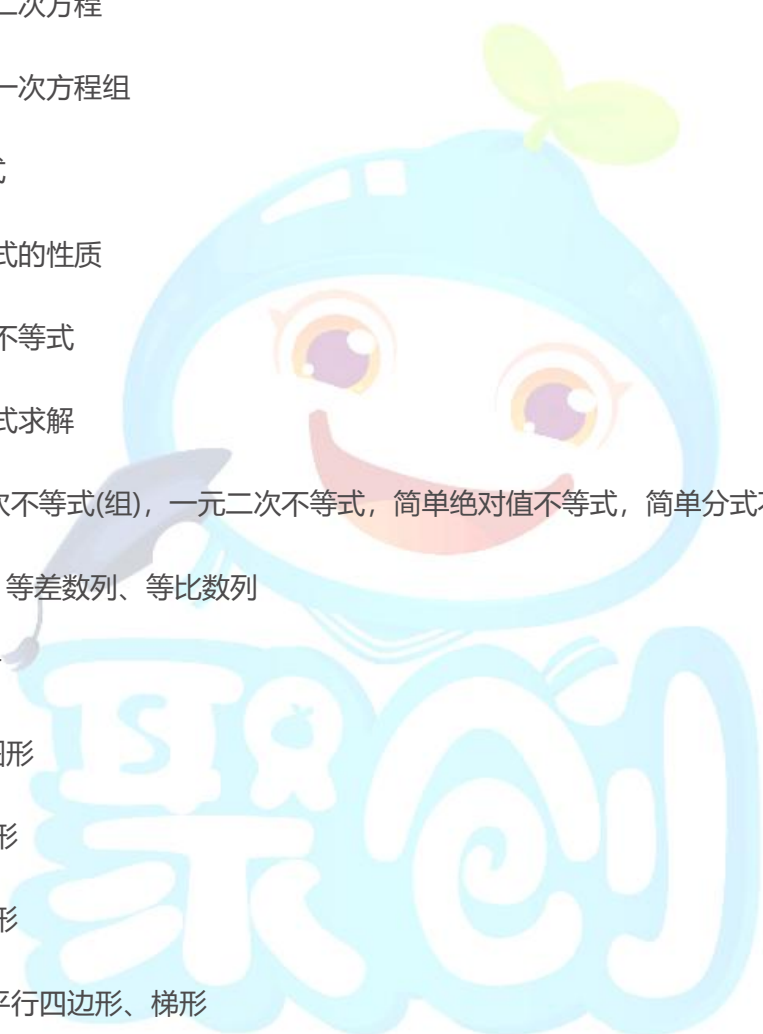 二次方程
一次方程组
式的性质
不等式
式求解
次不等式(组)，一元二次不等式，简单绝对值不等式，简单分式
等差数列、等比数列
形
形
形
平行四边形、梯形
聚创